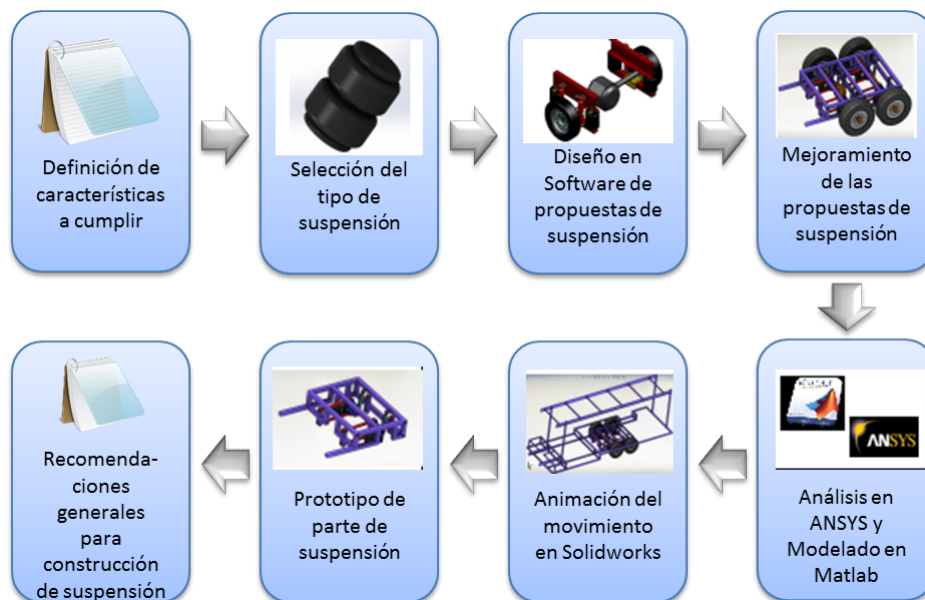 Definición de
características
a cumplir
Selección del
tipo de
suspensión
Diseño en
Software de
propuestas de
suspensión
Mejoramiento
de las
propuestas de
suspensión
ANSYS
Análisis en
ANSYS y
Modelado en
Matlab
Animación del
movimiento
en Solidworks
Prototipo de
parte de
suspensión
Recomenda-
ciones
generales
para
construcción
de suspensión